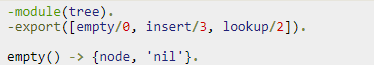 -module(tree).
-export([empty/0, insert/3, lookup/2]).
empty() -> {node, 'nil'}.